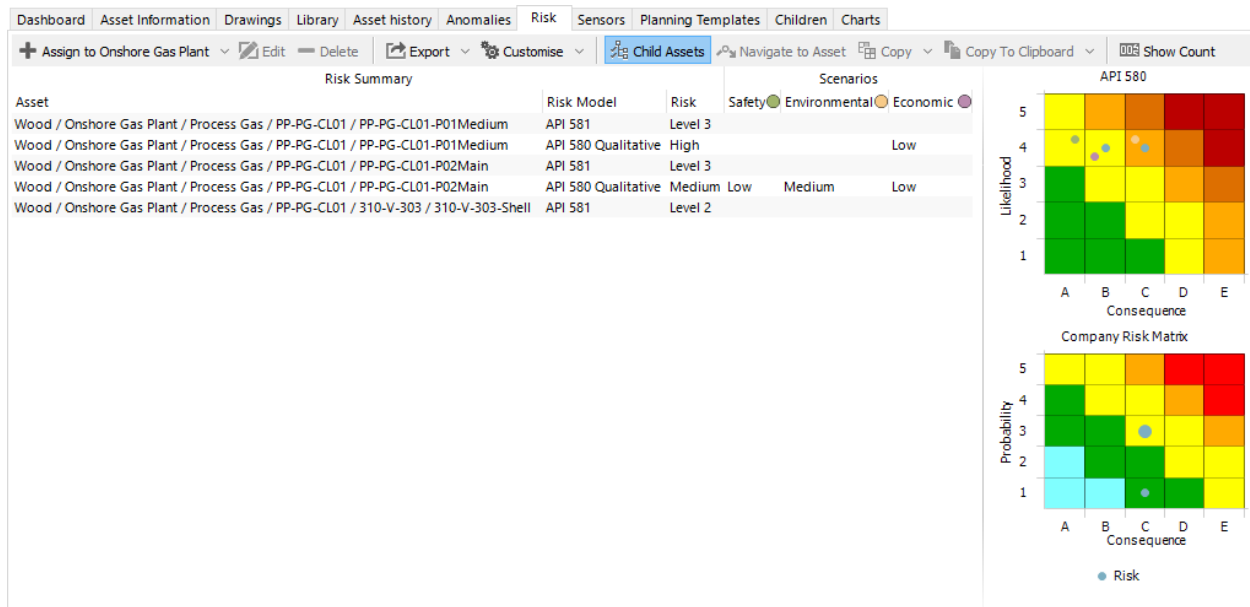 Dashboard Asset Information Drawings Library Asset history Anomalies Risk Sensors Planning Templates Children Charts
Assign to Onshore Gas Plant Edit Delete Export Customise Child Assets Navigate to Asset Copy Copy To Clipboard 002 Show Count
Risk Summary Scenarios
Asset Risk Model Risk Safety Environmental Economic
Wood / Onshore Gas Plant / Process Gas / PP-PG-CL01 / PP-PG-CL01-P01Medium API 581 Level 3
Wood / Onshore Gas Plant / Process Gas / PP-PG-CL01 / PP-PG-CL01-P01Medium API 580 Qualitative High Low
Wood / Onshore Gas Plant / Process Gas / PP-PG-CL01 / PP-PG-CL01-P02Main API 581 Level 3
Wood / Onshore Gas Plant / Process Gas / PP-PG-CL01 / PP-PG-CL01-P02Main API 580 Qualitative Medium Low Medium Low
Wood / Onshore Gas Plant / Process Gas / PP-PG-CL01 / 310-V-303 / 310-V-303-Shell API 581 Level 2
API 580
Likelihood
5
4
3
2
1
A B C D E
Consequence
Company Risk Matrix
Probability
5
4
3
2
1
A B C D E
Consequence
Risk